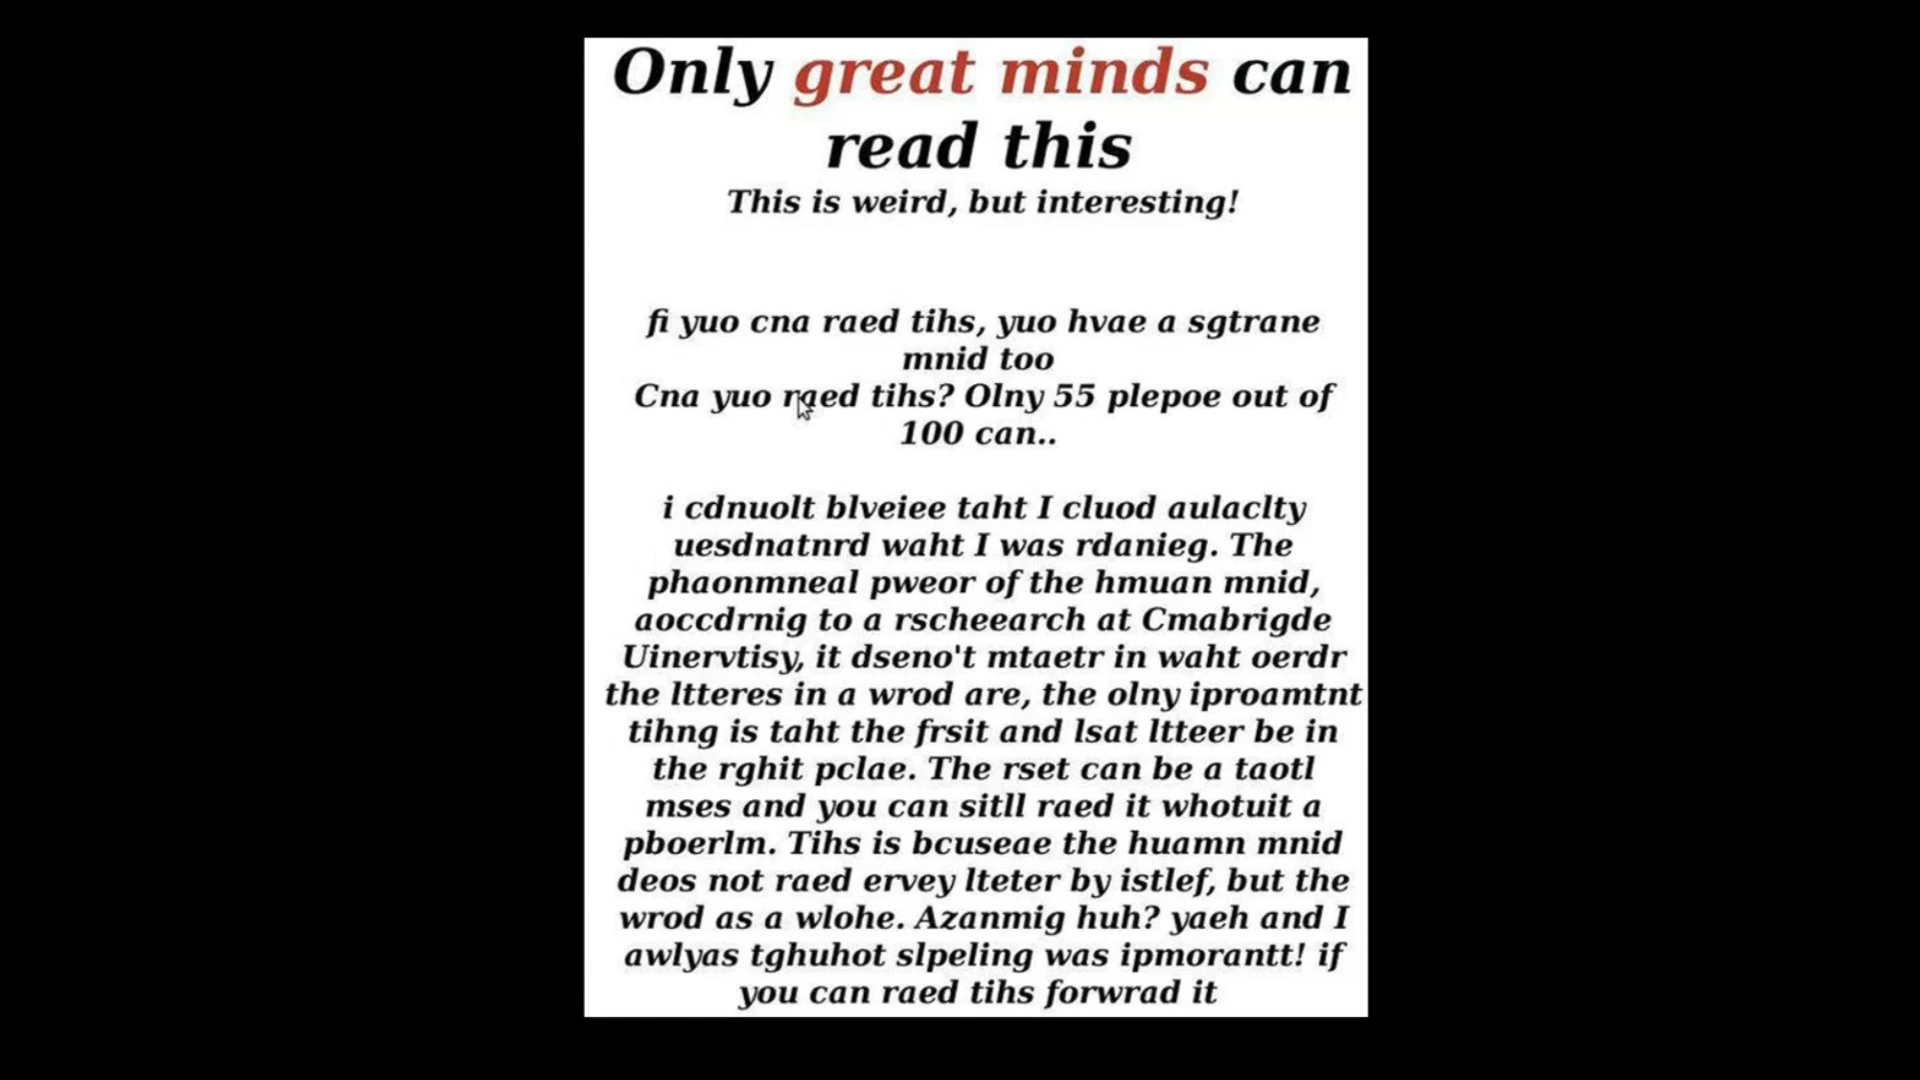 Only great minds can
read this
This is weird, but interesting!
fi yuo cna raed tihs, yuo hvae a sgtrane
mnid too
Cna yuo raed tihs? Olny 55 plepoe out of
100 can..
i cdnuolt blveiee taht I cluod aulaclty
uesdnatnrd waht I was rdanieg. The
phaonmneal pweor of the hmuan mnid,
aoccdrnig to a rscheearch at Cmabrigde
Uinervtisy, it dseno't mtaetr in waht oerdr
the ltteres in a wrod are, the olny iproamtnt
tihng is taht the frsit and lsat ltteer be in
the rghit pclae. The rset can be a taotl
mses and you can sitll raed it whotuit a
pboerlm. Tihs is bcuseae the huamn mnid
deos not raed ervey lteter by istlef, but the
wrod as a wlohe. Azanmig huh? yaeh and I
awlyas tghuhot slpeling was ipmorantt! if
you can raed tihs forwrad it